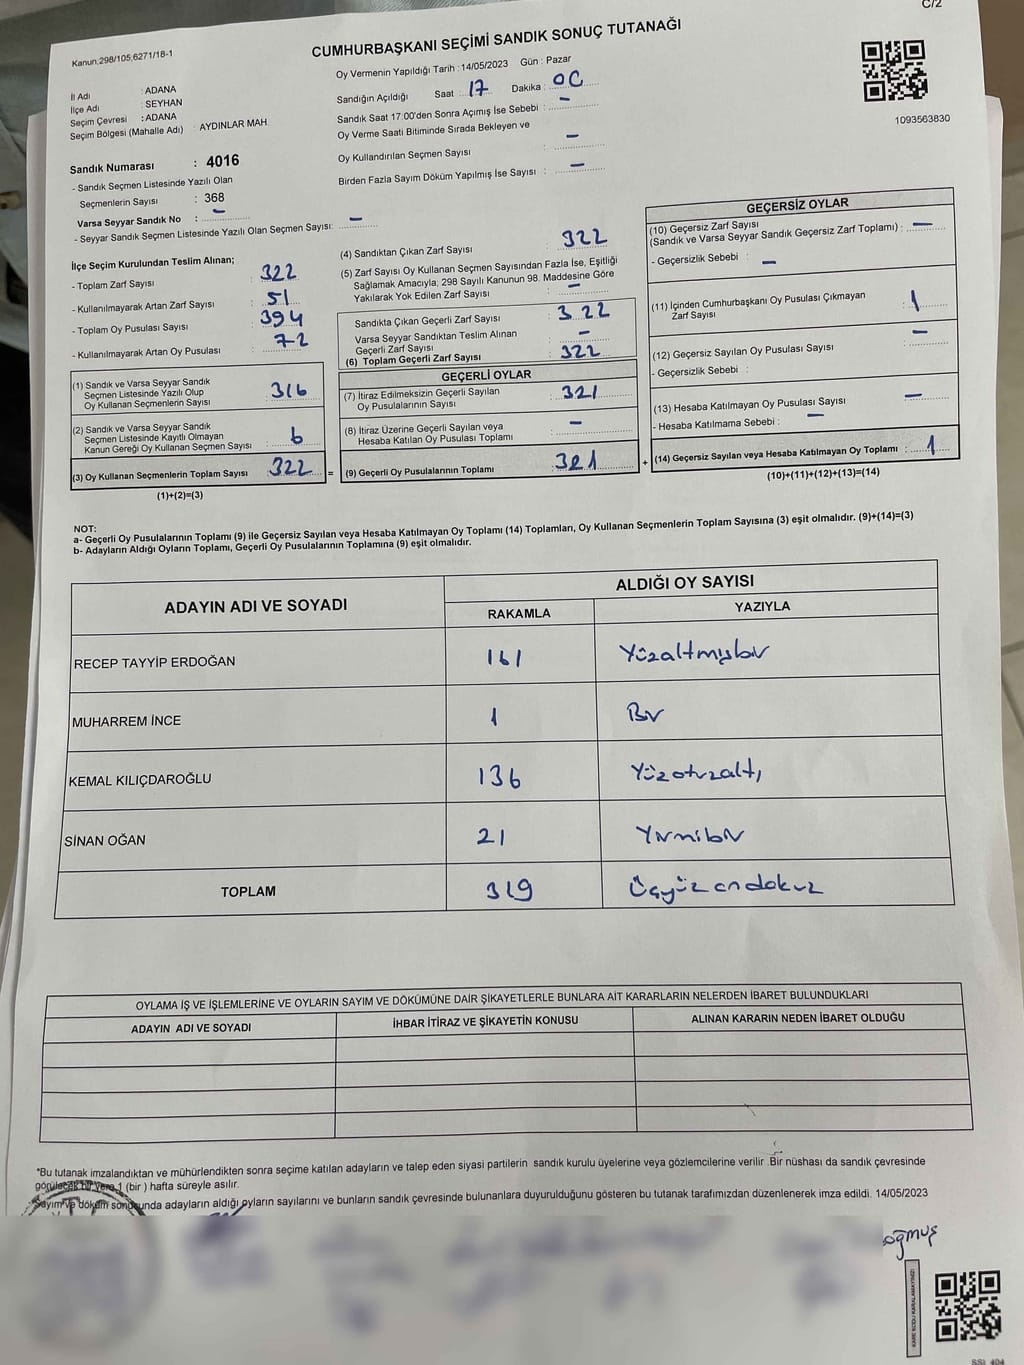 C/2
Kanun,298/105,6271/18-1
CUMHURBAŞKANI SEÇİMİ SANDIK SONUÇ TUTANAĞI
İl Adı : ADANA
İlçe Adı : SEYHAN
Seçim Çevresi : ADANA
Seçim Bölgesi (Mahalle Adı) : AYDINLAR MAH.
Oy Vermenin Yapıldığı Tarih : 14/05/2023 Gün : Pazar
Sandığın Açıldığı Saat : 17 Dakika : 00
Sandık Saat 17:00'den Sonra Açımış İse Sebebi : –
Oy Verme Saati Bitiminde Sırada Bekleyen ve
Oy Kullandırılan Seçmen Sayısı : –
Birden Fazla Sayım Döküm Yapılmış İse Sayısı : –
1093563830
Sandık Numarası : 4016
- Sandık Seçmen Listesinde Yazılı Olan
Seçmenlerin Sayısı : 368
Varsa Seyyar Sandık No : –
- Seyyar Sandık Seçmen Listesinde Yazılı Olan Seçmen Sayısı: –
İlçe Seçim Kurulundan Teslim Alınan;
- Toplam Zarf Sayısı : 322
- Kullanılmayarak Artan Zarf Sayısı : 51
- Toplam Oy Pusulası Sayısı : 394
- Kullanılmayarak Artan Oy Pusulası : 72
(1) Sandık ve Varsa Seyyar Sandık
Seçmen Listesinde Yazılı Olup
Oy Kullanan Seçmenlerin Sayısı : 316
(2) Sandık ve Varsa Seyyar Sandık
Seçmen Listesinde Kayıtlı Olmayan
Kanun Gereği Oy Kullanan Seçmen Sayısı : 6
(3) Oy Kullanan Seçmenlerin Toplam Sayısı : 322 =
(1)+(2)=(3)
(4) Sandıktan Çıkan Zarf Sayısı : 322
(5) Zarf Sayısı Oy Kullanan Seçmen Sayısından Fazla İse, Eşitliği
Sağlamak Amacıyla; 298 Sayılı Kanunun 98. Maddesine Göre
Yakılarak Yok Edilen Zarf Sayısı : –
Sandıkta Çıkan Geçerli Zarf Sayısı : 322
Varsa Seyyar Sandıktan Teslim Alınan
Geçerli Zarf Sayısı : –
(6) Toplam Geçerli Zarf Sayısı : 322
GEÇERLİ OYLAR
(7) İtiraz Edilmeksizin Geçerli Sayılan
Oy Pusulalarının Sayısı : 321
(8) İtiraz Üzerine Geçerli Sayılan veya
Hesaba Katılan Oy Pusulası Toplamı : –
(9) Geçerli Oy Pusulalarının Toplamı : 321 +
GEÇERSİZ OYLAR
(10) Geçersiz Zarf Sayısı
(Sandık ve Varsa Seyyar Sandık Geçersiz Zarf Toplamı) : –
- Geçersizlik Sebebi : –
(11) İçinden Cumhurbaşkanı Oy Pusulası Çıkmayan
Zarf Sayısı : 1
(12) Geçersiz Sayılan Oy Pusulası Sayısı : –
- Geçersizlik Sebebi :
(13) Hesaba Katılmayan Oy Pusulası Sayısı : –
- Hesaba Katılmama Sebebi : –
(14) Geçersiz Sayılan veya Hesaba Katılmayan Oy Toplamı : 1
(10)+(11)+(12)+(13)=(14)
NOT:
a- Geçerli Oy Pusulalarının Toplamı (9) ile Geçersiz Sayılan veya Hesaba Katılmayan Oy Toplamı (14) Toplamları, Oy Kullanan Seçmenlerin Toplam Sayısına (3) eşit olmalıdır. (9)+(14)=(3)
b- Adayların Aldığı Oyların Toplamı, Geçerli Oy Pusulalarının Toplamına (9) eşit olmalıdır.
ADAYIN ADI VE SOYADI ALDIĞI OY SAYISI
RAKAMLA YAZIYLA
RECEP TAYYİP ERDOĞAN 161 Yüzaltmışbir
MUHARREM İNCE 1 Bir
KEMAL KILIÇDAROĞLU 136 Yüzotuzaltı
SİNAN OĞAN 21 Yirmibir
TOPLAM 319 Üçyüz ondokuz
OYLAMA İŞ VE İŞLEMLERİNE VE OYLARIN SAYIM VE DÖKÜMÜNE DAİR ŞİKAYETLERLE BUNLARA AİT KARARLARIN NELERDEN İBARET BULUNDUKLARI
ADAYIN ADI VE SOYADI İHBAR İTİRAZ VE ŞİKAYETİN KONUSU ALINAN KARARIN NEDEN İBARET OLDUĞU
*Bu tutanak imzalandıktan ve mühürlendikten sonra seçime katılan adayların ve talep eden siyasi partilerin sandık kurulu üyelerine veya gözlemcilerine verilir .Bir nüshası da sandık çevresinde
görülecek bir yere 1 (bir ) hafta süreyle asılır.
Sayım ve döküm sonucunda adayların aldığı oyların sayılarını ve bunların sandık çevresinde bulunanlara duyurulduğunu gösteren bu tutanak tarafımızdan düzenlenerek imza edildi. 14/05/2023
oğmuş
KARE KODU KARALAMAYINIZ!